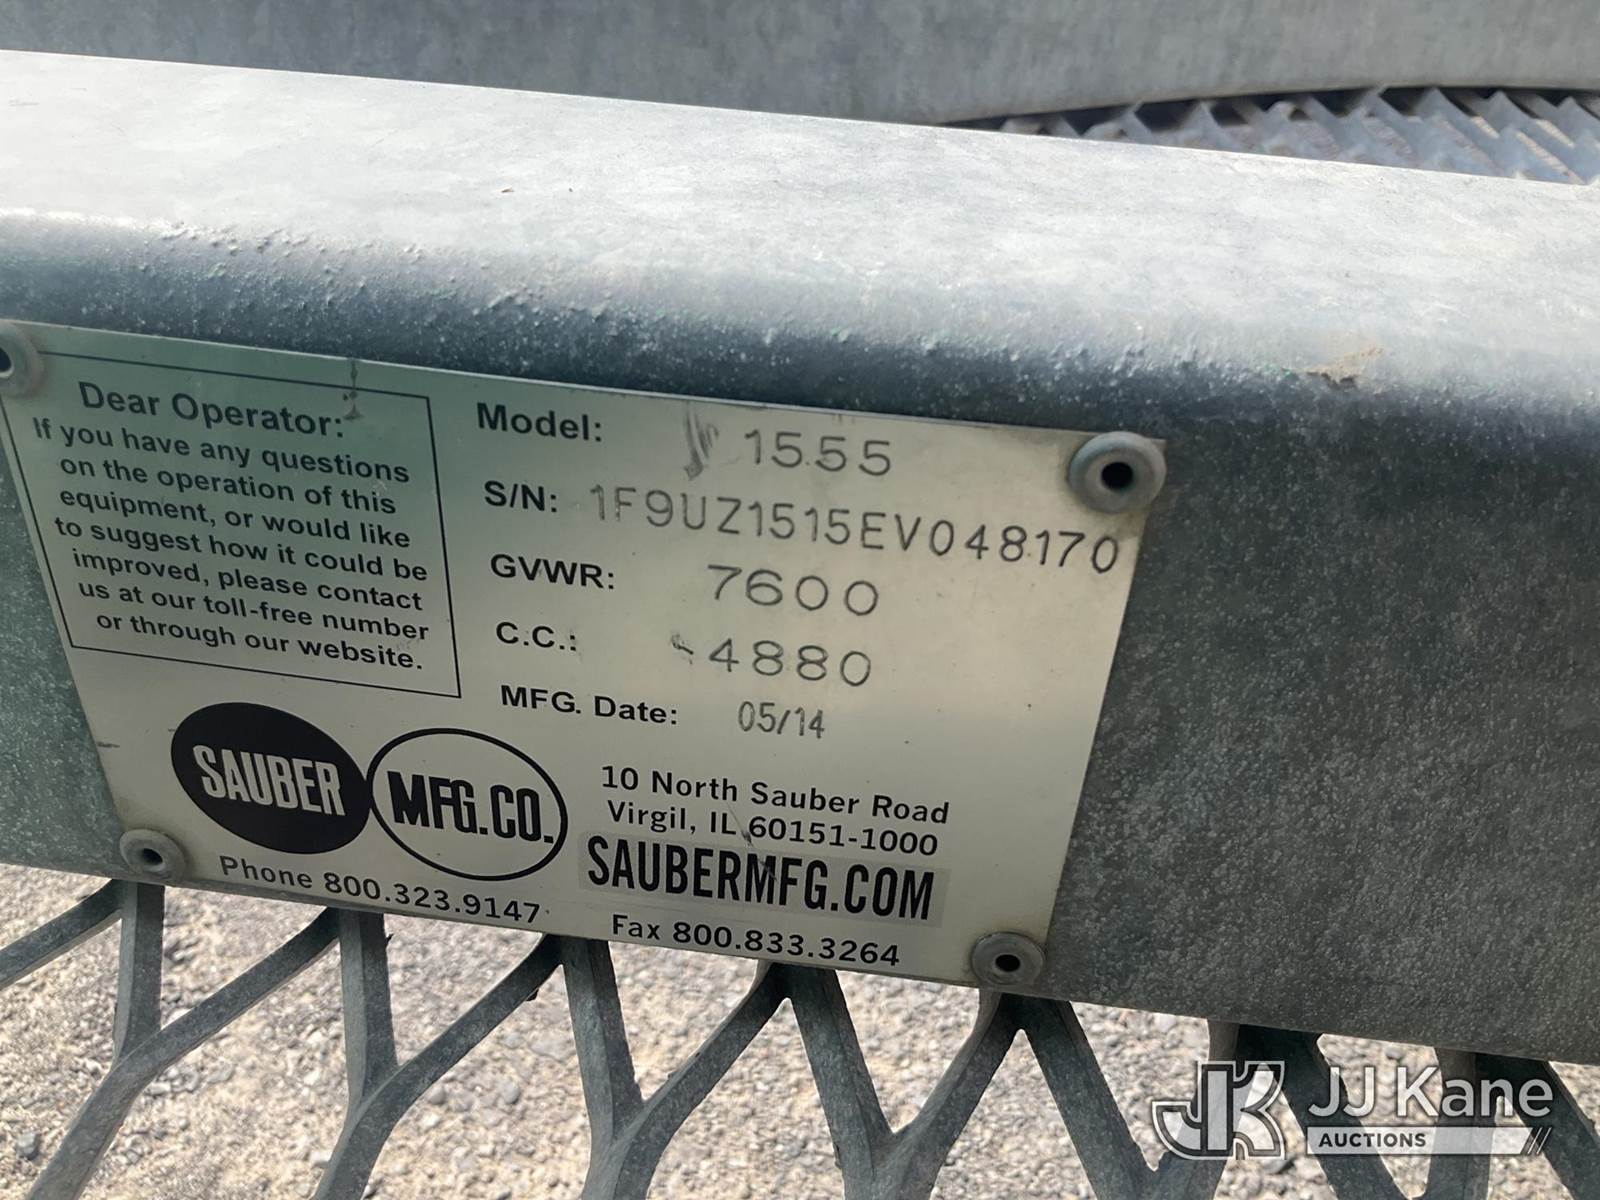 Dear Operator:
If you have any questions
on the operation of this
equipment, or would like
to suggest how it could be
improved, please contact
us at our toll-free number
or through our website.
Model: 1555
S/N: 1F9UZ1515EV048170
GVWR: 7600
C.C.: 4880
MFG. Date: 05/14
SAUBER MFG.CO.
10 North Sauber Road
Virgil, IL 60151-1000
SAUBERMFG.COM
Phone 800.323.9147
Fax 800.833.3264
JK JJ Kane
AUCTIONS